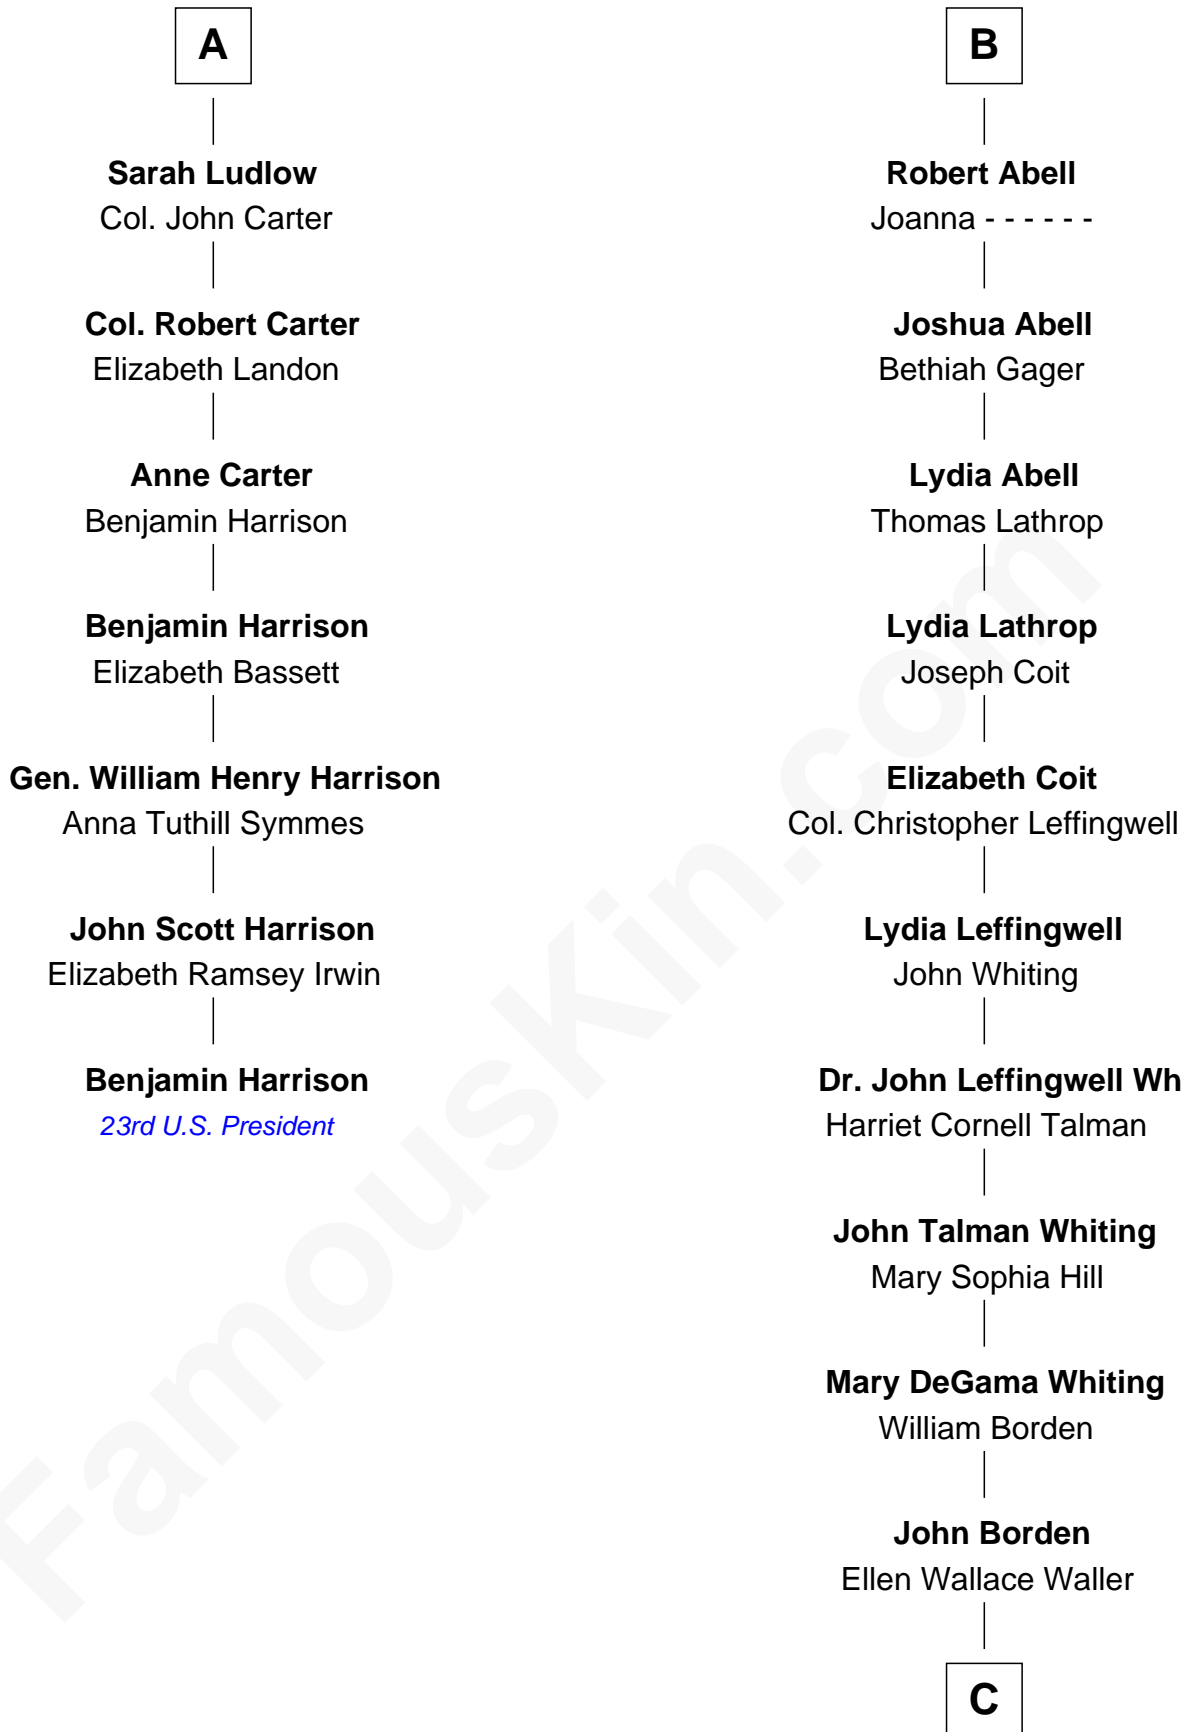 A
Sarah Ludlow
Col. John Carter
Col. Robert Carter
Elizabeth Landon
Anne Carter
Benjamin Harrison
Benjamin Harrison
Elizabeth Bassett
Gen. William Henry Harrison
Anna Tuthill Symmes
John Scott Harrison
Elizabeth Ramsey Irwin
Benjamin Harrison
23rd U.S. President
B
Robert Abell
Joanna - - - - - -
Joshua Abell
Bethiah Gager
Lydia Abell
Thomas Lathrop
Lydia Lathrop
Joseph Coit
Elizabeth Coit
Col. Christopher Leffingwell
Lydia Leffingwell
John Whiting
Dr. John Leffingwell Wh
Harriet Cornell Talman
John Talman Whiting
Mary Sophia Hill
Mary DeGama Whiting
William Borden
John Borden
Ellen Wallace Waller
C
FamousKin.com